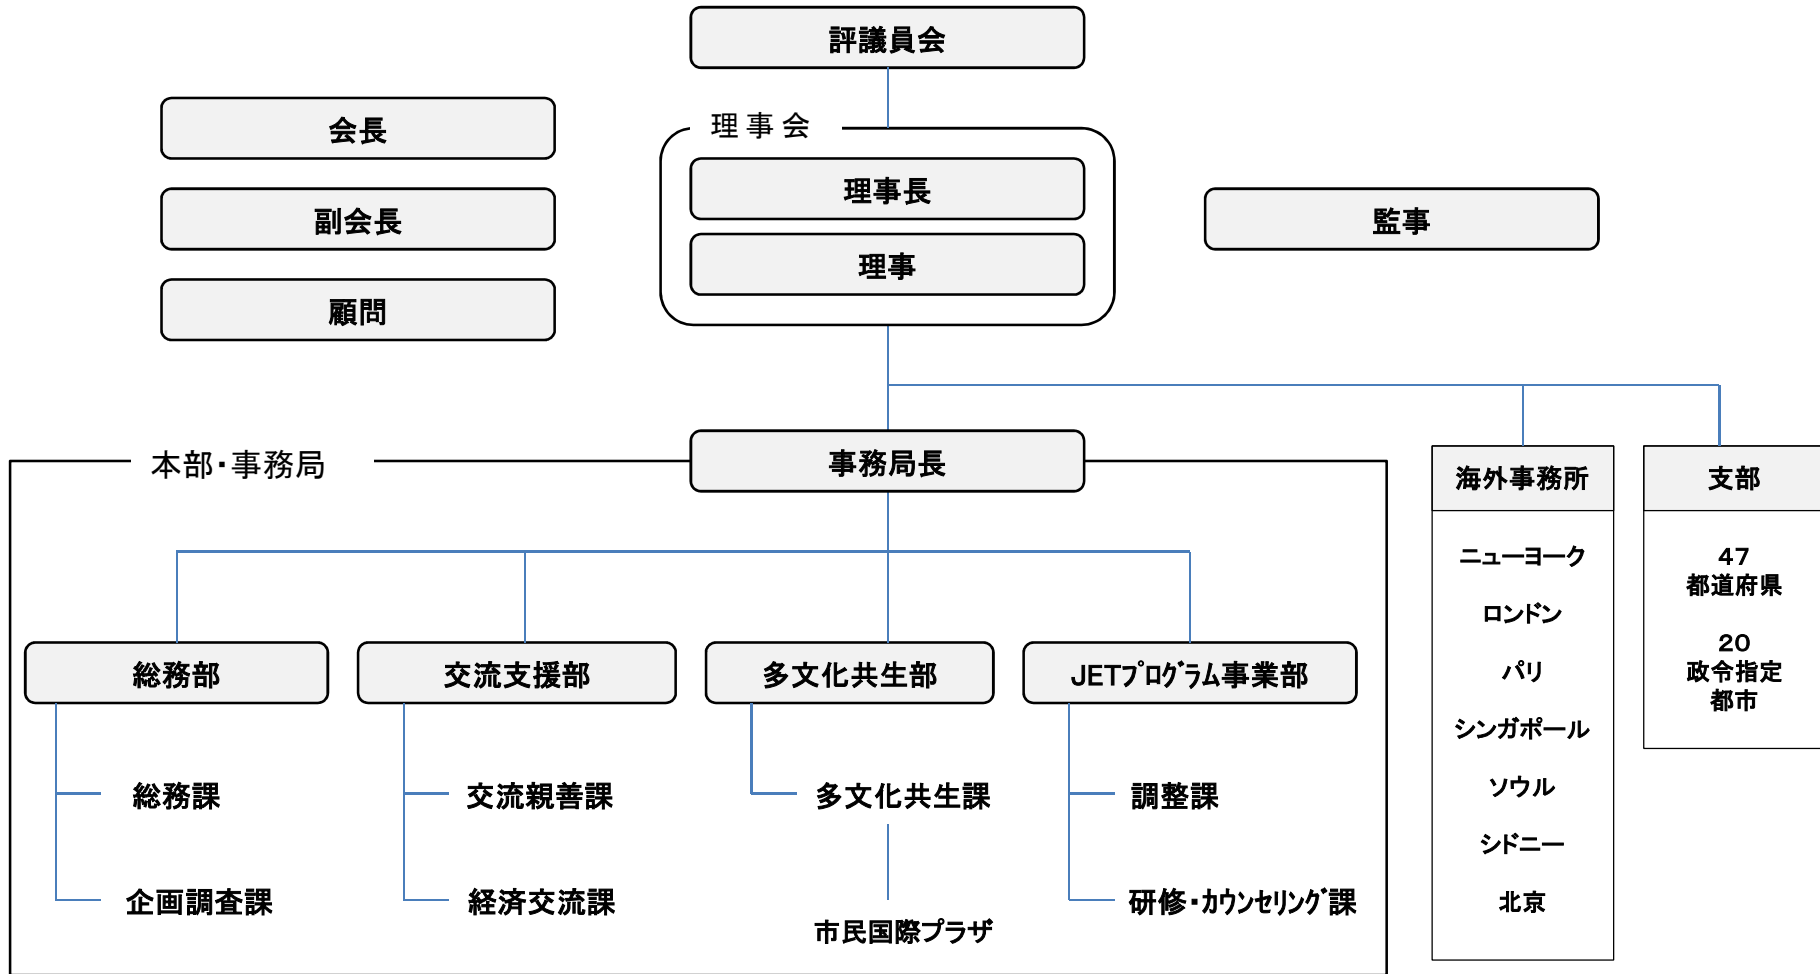 評議員会
会長
理事会
理事長
副会長
監事
理事
顧問
本部・事務局
事務局長
海外事務所
支部
ニューヨーク
ロンドン
パリ
シンガポール
ソウル
シドニー
北京
47
都道府県
20
政令指定
都市
総務部
交流支援部
多文化共生部
JETﾌﾟﾛｸﾞﾗﾑ事業部
総務課
交流親善課
多文化共生課
調整課
企画調査課
経済交流課
市民国際プラザ
研修・ｶｳﾝｾﾘﾝｸﾞ課